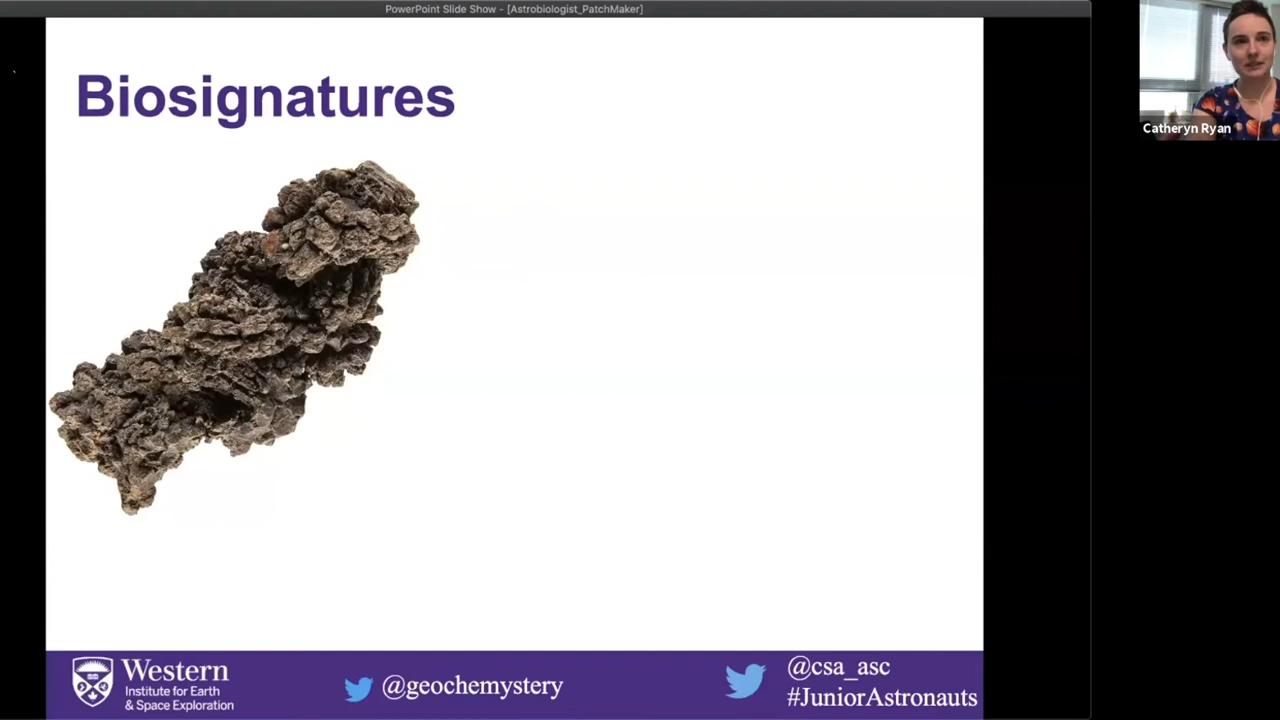 PowerPoint Slide Show - [Astrobiologist_PatchMaker]
Biosignatures
Catheryn Ryan
Western
Institute for Earth
& Space Exploration
@geochemystery
@csa_asc
#JuniorAstronauts